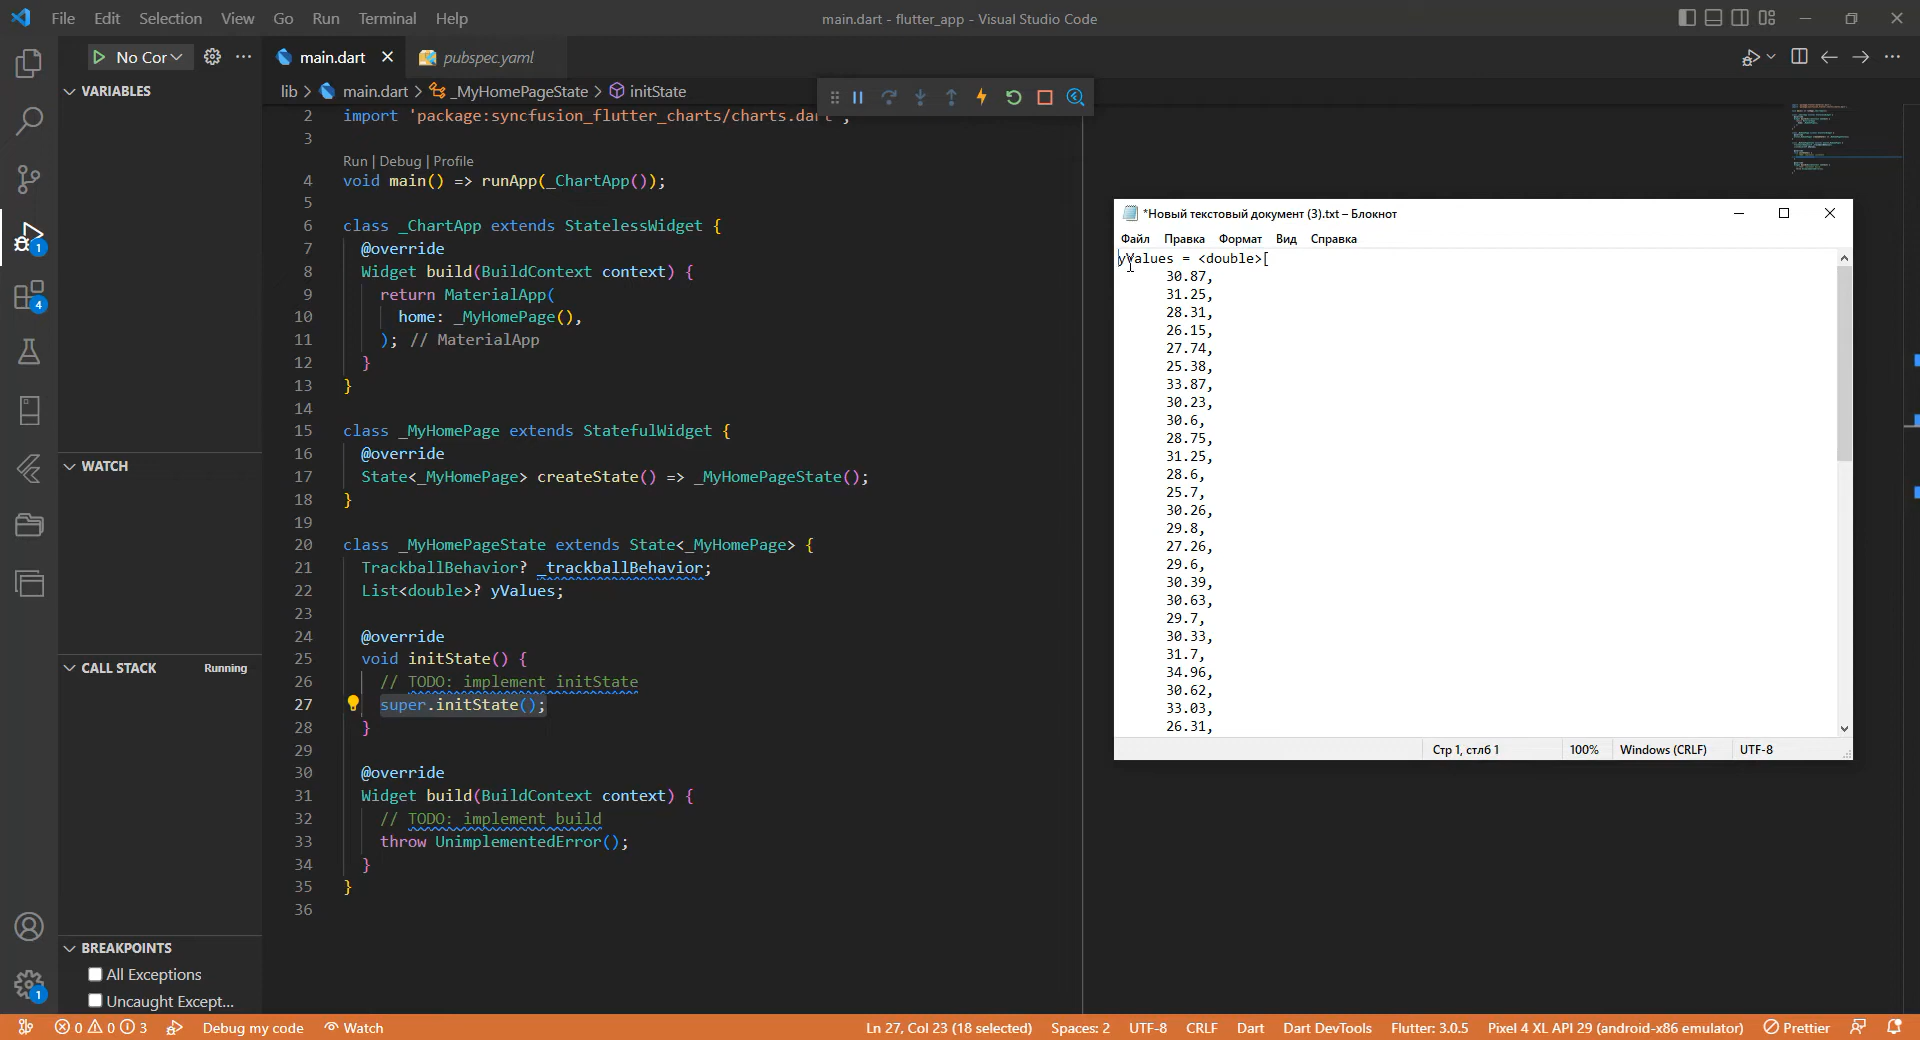 File Edit Selection View Go Run Terminal Help
main.dart - flutter_app - Visual Studio Code
No Cor
main.dart
pubspec.yaml
lib > main.dart > _MyHomePageState > initState
VARIABLES
WATCH
CALL STACK Running
BREAKPOINTS
All Exceptions
Uncaught Except...
1
4
1
2 import 'package:syncfusion_flutter_charts/charts.dart';
3
Run | Debug | Profile
4 void main() => runApp(_ChartApp());
5
6 class _ChartApp extends StatelessWidget {
7 @override
8 Widget build(BuildContext context) {
9 return MaterialApp(
10 home: _MyHomePage(),
11 ); // MaterialApp
12 }
13 }
14
15 class _MyHomePage extends StatefulWidget {
16 @override
17 State<_MyHomePage> createState() => _MyHomePageState();
18 }
19
20 class _MyHomePageState extends State<_MyHomePage> {
21 TrackballBehavior? _trackballBehavior;
22 List<double>? yValues;
23
24 @override
25 void initState() {
26 // TODO: implement initState
27 super.initState();
28 }
29
30 @override
31 Widget build(BuildContext context) {
32 // TODO: implement build
33 throw UnimplementedError();
34 }
35 }
36
*Новый текстовый документ (3).txt – Блокнот
Файл Правка Формат Вид Справка
yValues = <double>[
30.87,
31.25,
28.31,
26.15,
27.74,
25.38,
33.87,
30.23,
30.6,
28.75,
31.25,
28.6,
25.7,
30.26,
29.8,
27.26,
29.6,
30.39,
30.63,
29.7,
30.33,
31.7,
34.96,
30.62,
33.03,
26.31,
Стр 1, стлб 1 100% Windows (CRLF) UTF-8
0 0 3 Debug my code Watch Ln 27, Col 23 (18 selected) Spaces: 2 UTF-8 CRLF Dart Dart DevTools Flutter: 3.0.5 Pixel 4 XL API 29 (android-x86 emulator) Prettier